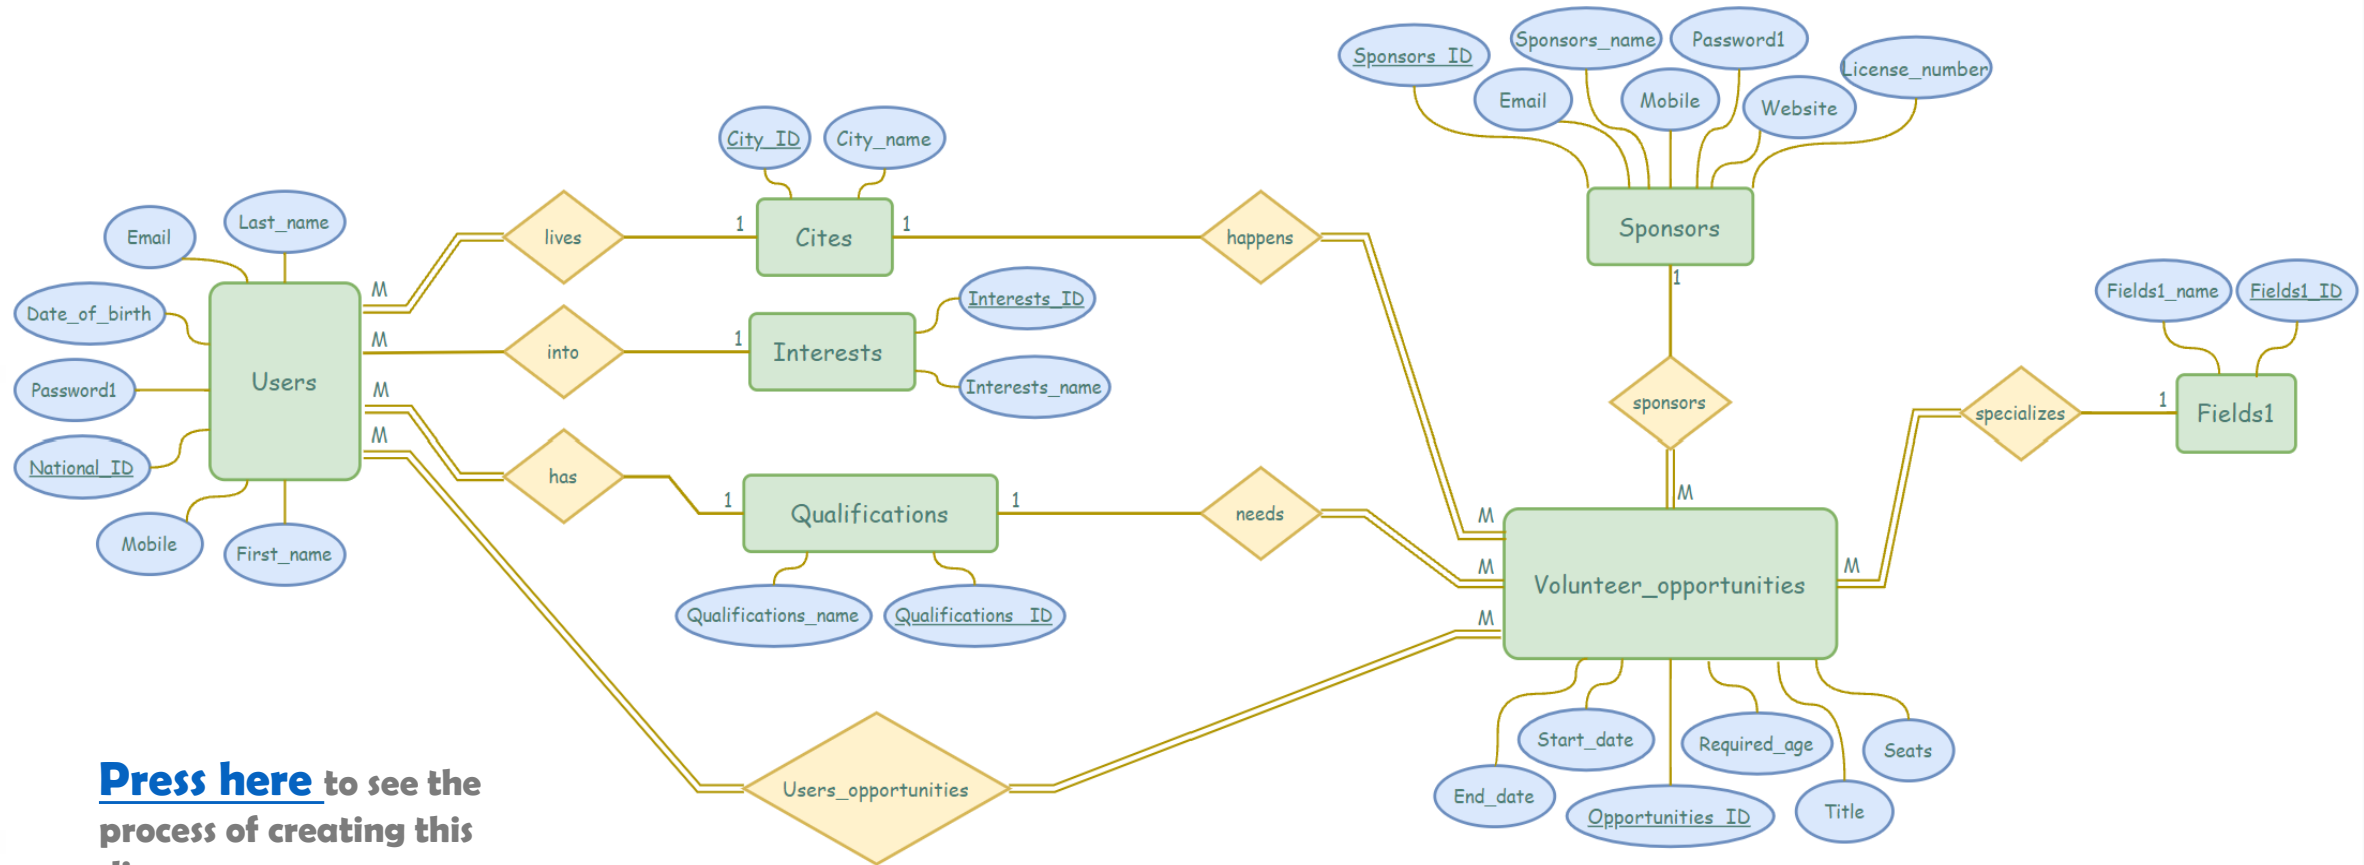 Sponsors_ID
Sponsors_name
Password1
License_number
Email
Mobile
Website
City_ID
City_name
Sponsors
Email
Last_name
lives
1
Cites
1
happens
M
Date_of_birth
Interests_ID
1
Fields1_name
Fields1_ID
M
into
1
Interests
Interests_name
Users
Password1
M
sponsors
specializes
1
Fields1
M
National_ID
has
1
Qualifications
1
needs
M
M
M
M
M
Volunteer_opportunities
Mobile
First_name
Qualifications_name
Qualifications_ID
Users_opportunities
Start_date
Required_age
Seats
End_date
Opportunities_ID
Title
Press here to see the
process of creating this